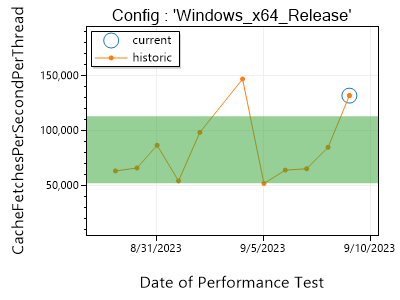 Config : 'Windows_x64_Release'
current
historic
CacheFetchesPerSecondPerThread
150,000
100,000
50,000
8/31/2023
9/5/2023
9/10/2023
Date of Performance Test